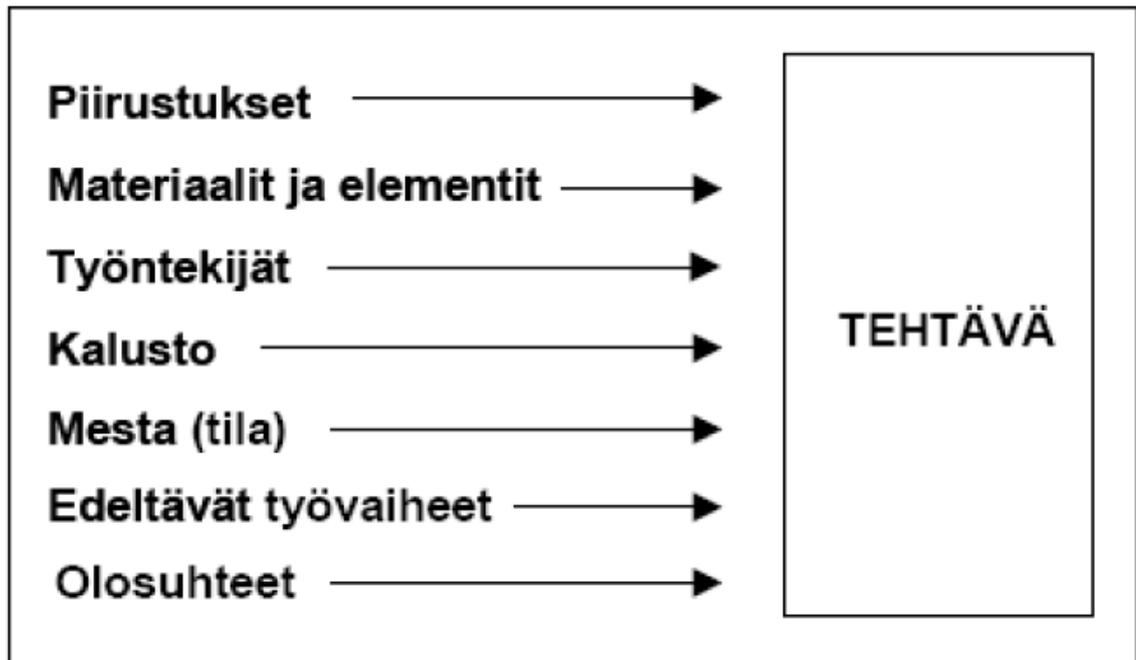 Piirustukset
Materiaalit ja elementit
Työntekijät
Kalusto
Mesta (tila)
Edeltävät työvaiheet
Olosuhteet
TEHTÄVÄ